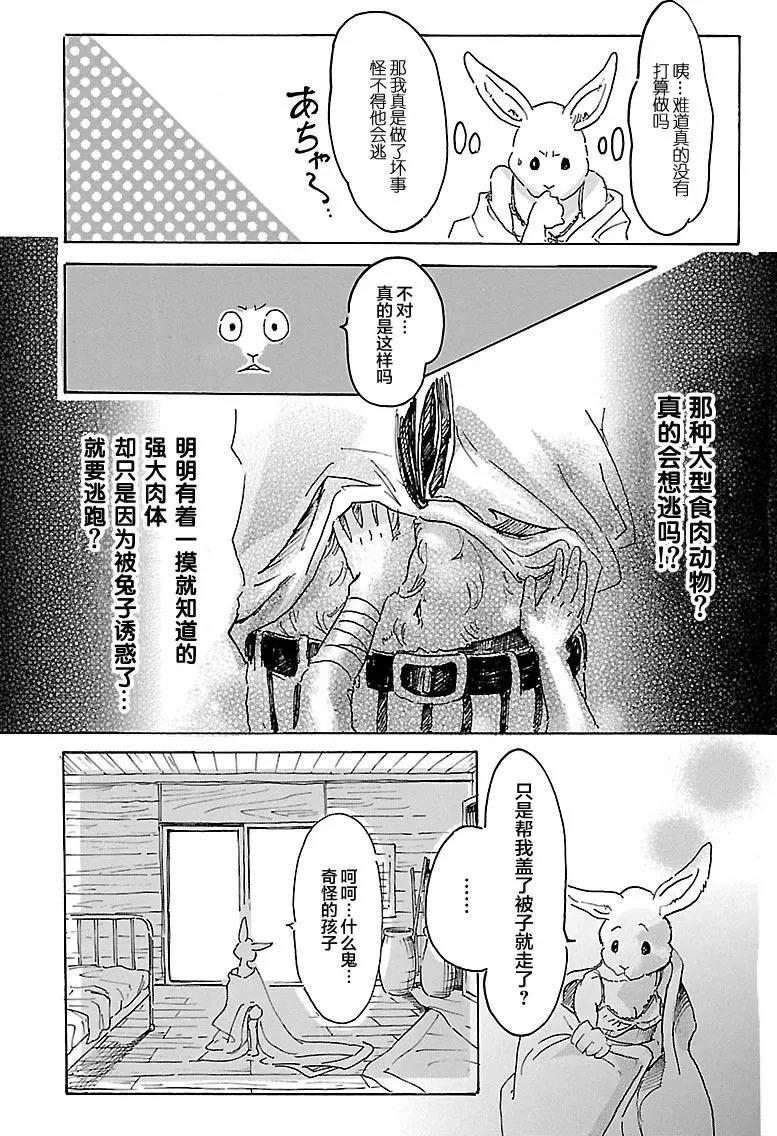 咦…难道真的没有
打算做吗
那我真是做了坏事
怪不得他会逃
あちゃ～…
不对…
真的是这样吗
那种大型食肉动物?
真的会想逃吗!?
明明有着一摸就知道的
强大肉体
却只是因为被兔子诱惑了…
就要逃跑?
只是帮我盖了被子就走了?
………
呵呵…什么鬼…
奇怪的孩子